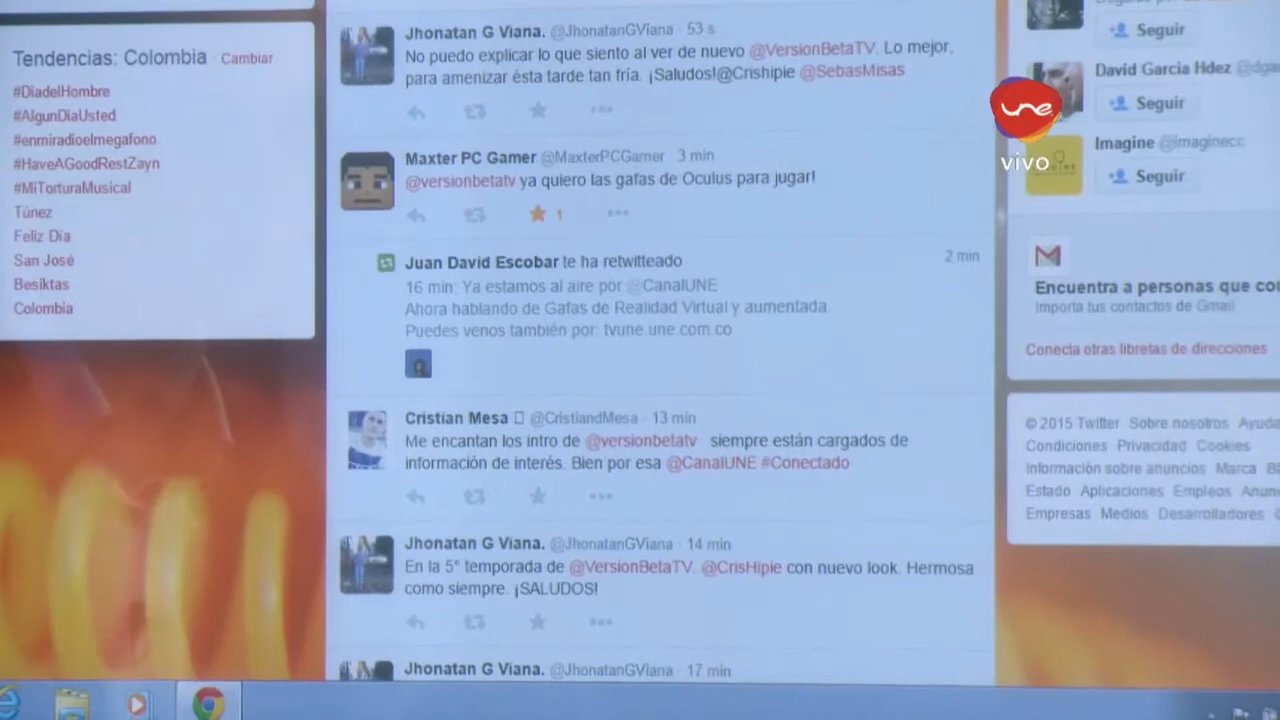 Tendencias: Colombia · Cambiar
#DiadelHombre
#AlgunDiaUsted
#enmiradioelmegafono
#HaveAGoodRestZayn
#MiTorturaMusical
Túnez
Feliz Día
San José
Besiktas
Colombia
Jhonatan G Viana. @JhonatanGViana · 53 s
No puedo explicar lo que siento al ver de nuevo @VersionBetaTV. Lo mejor,
para amenizar ésta tarde tan fría. ¡Saludos!@Crishipie @SebasMisas
Maxter PC Gamer @MaxterPCGamer · 3 min
@versionbetatv ya quiero las gafas de Oculus para jugar!
1
Juan David Escobar te ha retwitteado
2 min
16 min: Ya estamos al aire por @CanalUNE
Ahora hablando de Gafas de Realidad Virtual y aumentada.
Puedes venos también por: tvune.une.com.co
Cristian Mesa @CristiandMesa · 13 min
Me encantan los intro de @versionbetatv siempre están cargados de
información de interés. Bien por esa @CanalUNE #Conectado
Jhonatan G Viana. @JhonatanGViana · 14 min
En la 5° temporada de @VersionBetaTV. @CrisHipie con nuevo look. Hermosa
como siempre. ¡SALUDOS!
Jhonatan G Viana. @JhonatanGViana · 17 min
Seguir
David Garcia Hdez
Seguir
Imagine @imaginecc
Seguir
une
vivo
Encuentra a personas que
Importa tus contactos de Gmail
Conecta otras libretas de direcciones
© 2015 Twitter Sobre nosotros Ayuda
Condiciones Privacidad Cookies
Información sobre anuncios Marca
Estado Aplicaciones Empleos
Empresas Medios Desarrolladores